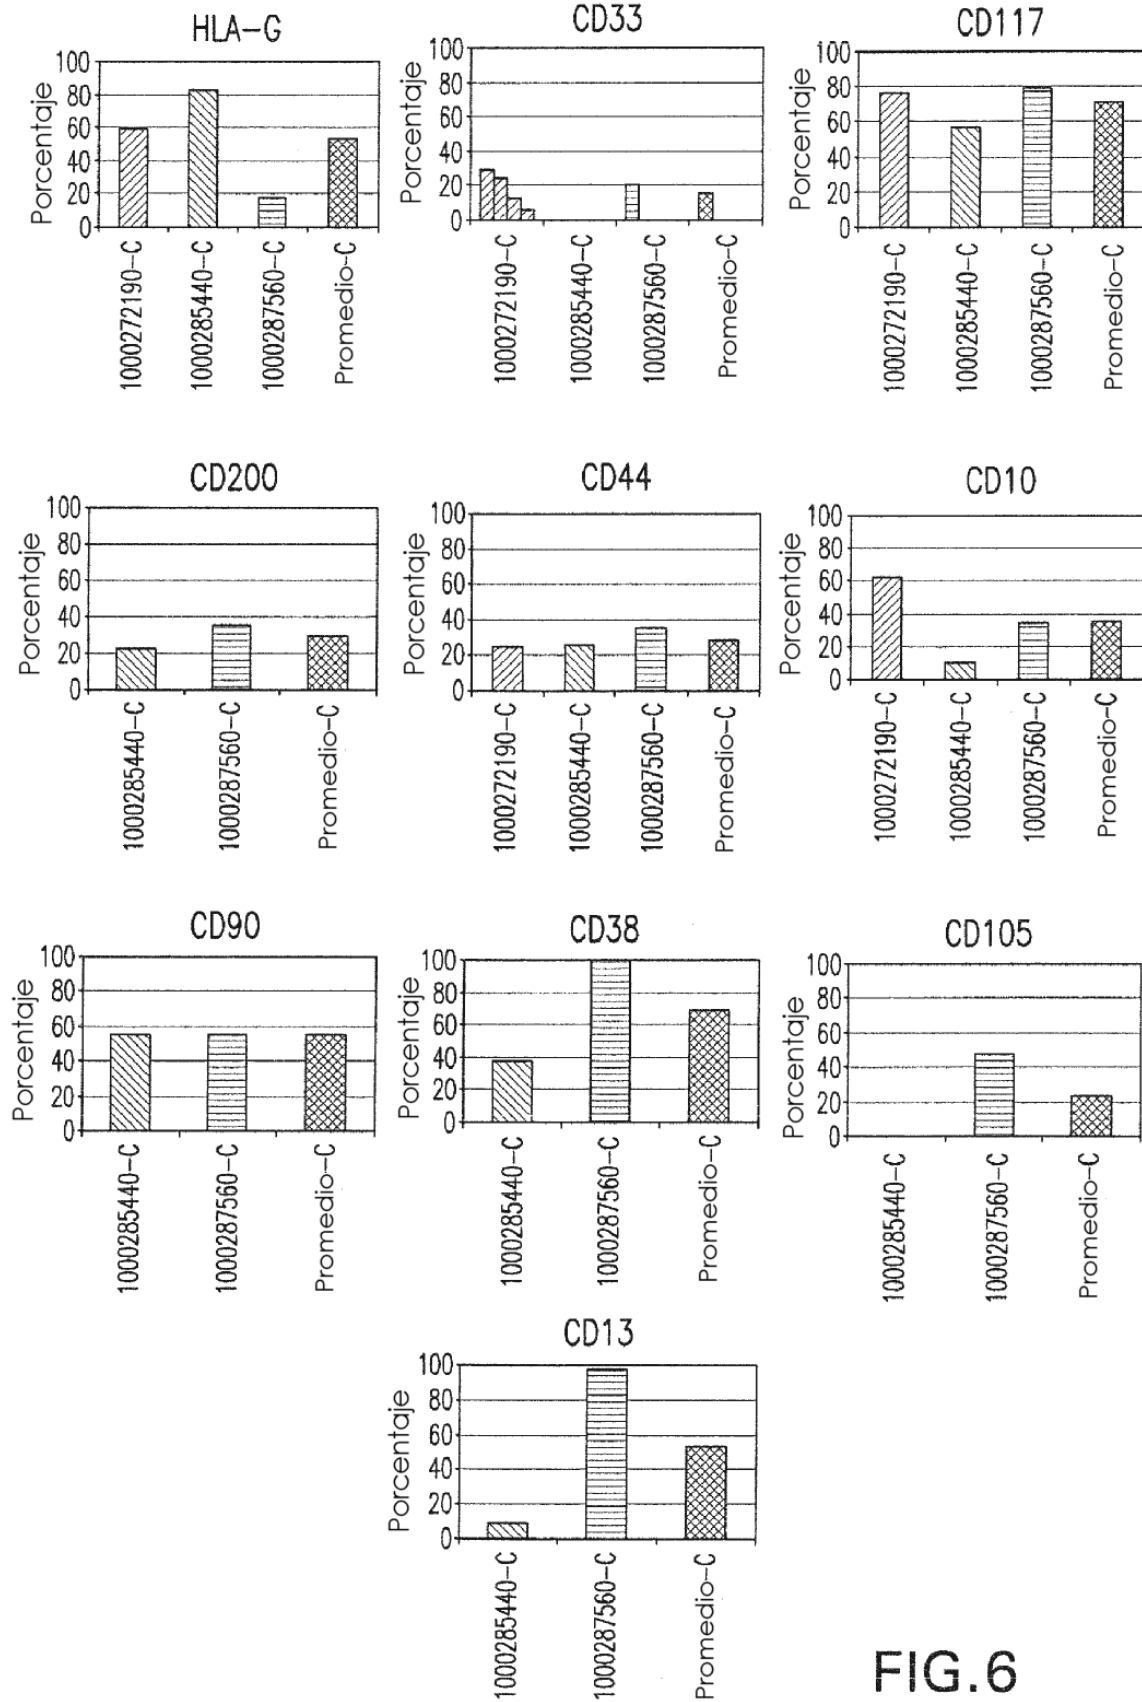 HLA-G
Porcentaje
100
80
60
40
20
0
1000272190-C
1000285440-C
1000287560-C
Promedio-C
CD33
Porcentaje
100
80
60
40
20
0
1000272190-C
1000285440-C
1000287560-C
Promedio-C
CD117
Porcentaje
100
80
60
40
20
0
1000272190-C
1000285440-C
1000287560-C
Promedio-C
CD200
Porcentaje
100
80
60
40
20
0
1000285440-C
1000287560-C
Promedio-C
CD44
Porcentaje
100
80
60
40
20
0
1000272190-C
1000285440-C
1000287560-C
Promedio-C
CD10
Porcentaje
100
80
60
40
20
0
1000272190-C
1000285440-C
1000287560-C
Promedio-C
CD90
Porcentaje
100
80
60
40
20
0
1000285440-C
1000287560-C
Promedio-C
CD38
Porcentaje
100
80
60
40
20
0
1000285440-C
1000287560-C
Promedio-C
CD105
Porcentaje
100
80
60
40
20
0
1000285440-C
1000287560-C
Promedio-C
CD13
Porcentaje
100
80
60
40
20
0
1000285440-C
1000287560-C
Promedio-C
FIG.6